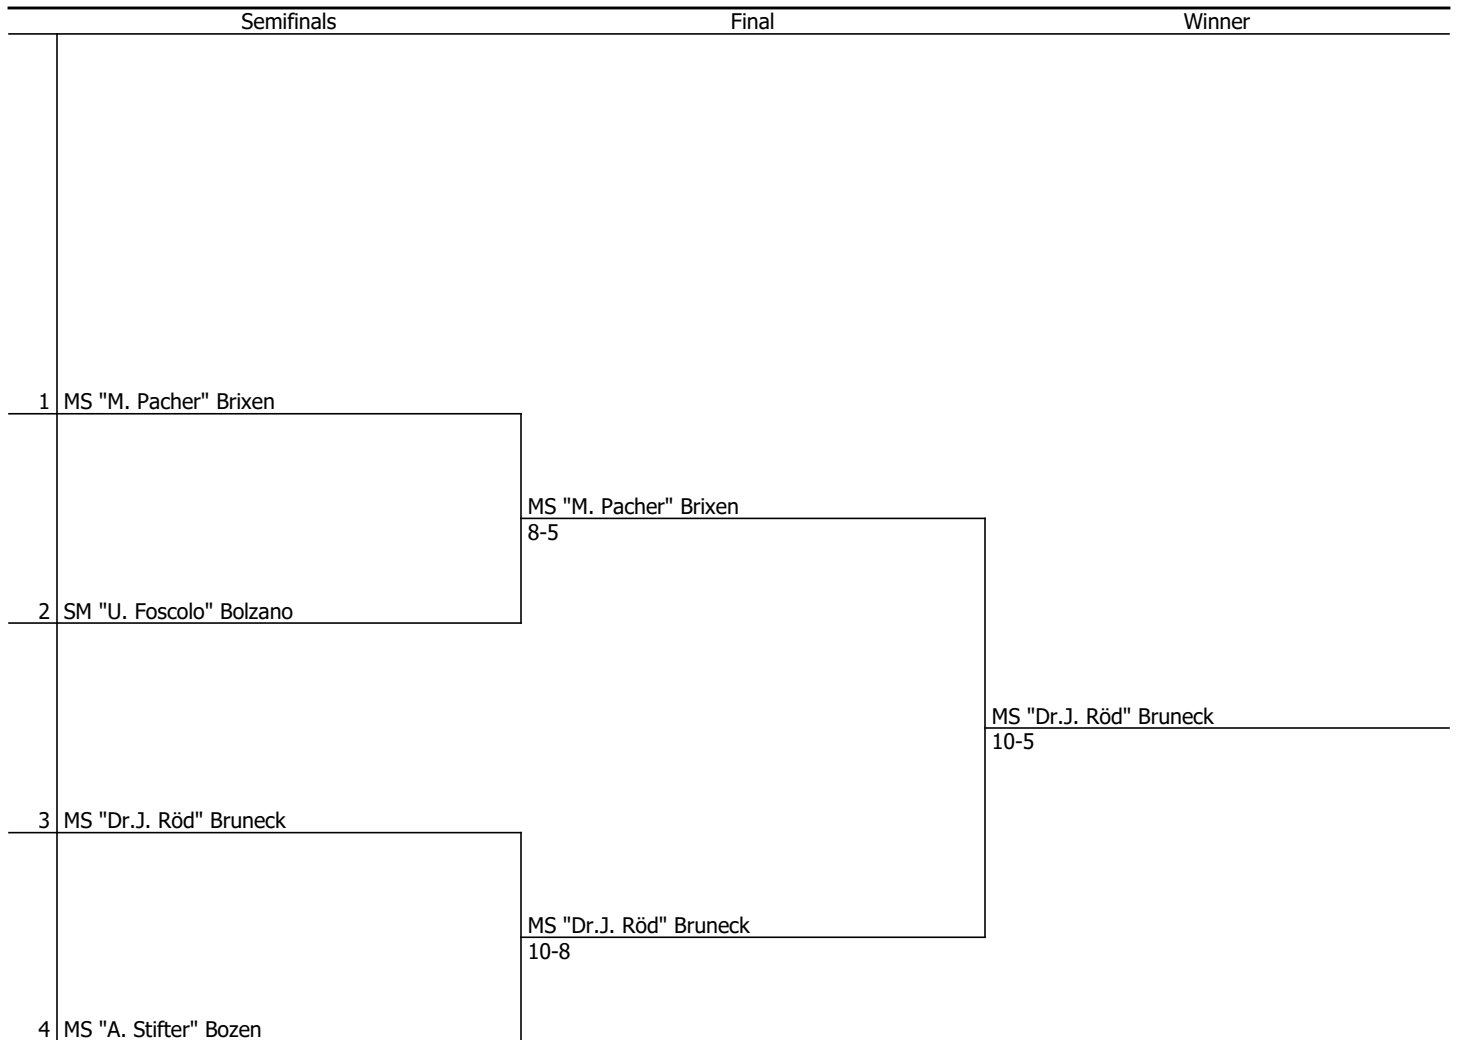 Semifinals Final Winner
1 MS "M. Pacher" Brixen
MS "M. Pacher" Brixen
8-5
2 SM "U. Foscolo" Bolzano
MS "Dr.J. Röd" Bruneck
10-5
3 MS "Dr.J. Röd" Bruneck
MS "Dr.J. Röd" Bruneck
10-8
4 MS "A. Stifter" Bozen